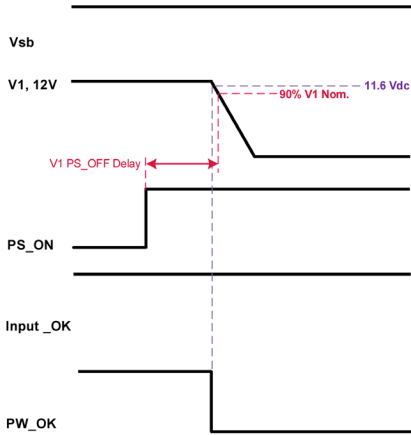 Vsb
V1, 12V
11.6 Vdc
90% V1 Nom.
V1 PS_OFF Delay
PS_ON
Input _OK
PW_OK